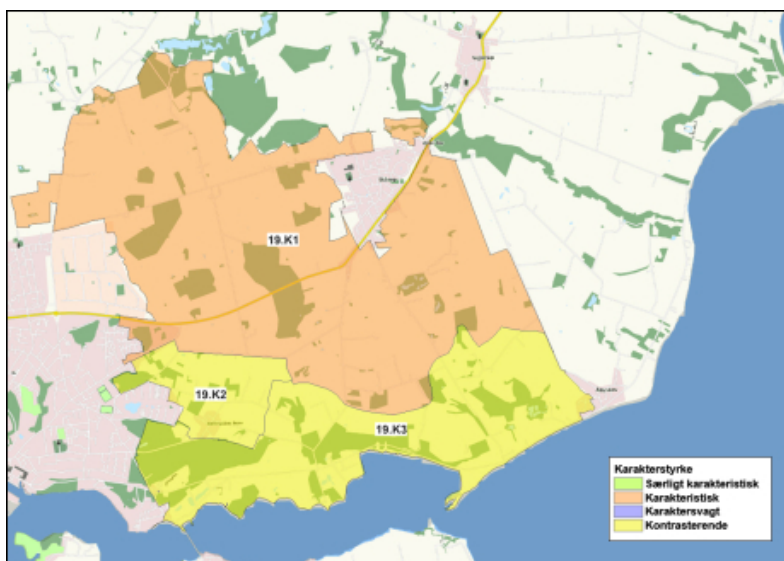 19.K1
19.K2
19.K3
Karakterstyrke
Særligt karakteristisk
Karakteristisk
Karaktersvagt
Kontrasterende